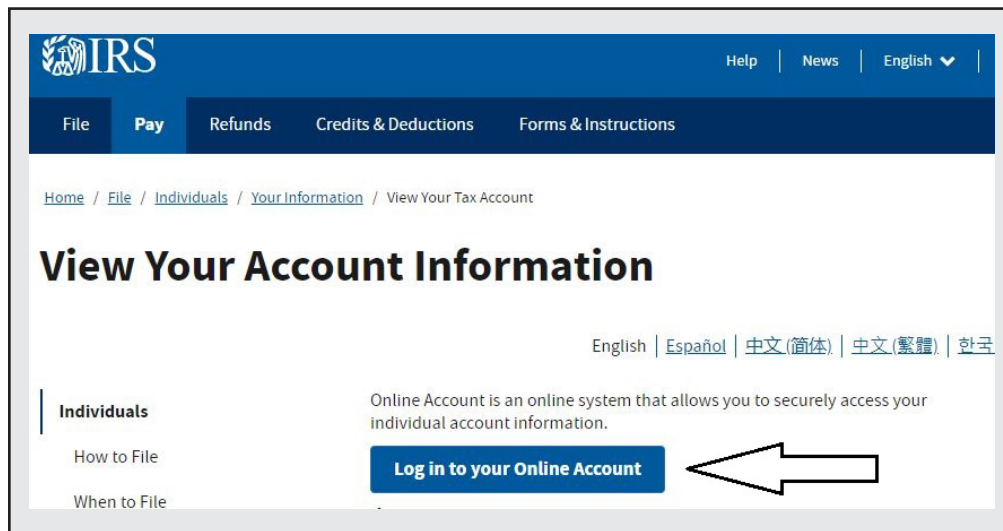 IRS
Help | News | English
File Pay Refunds Credits & Deductions Forms & Instructions
Home / File / Individuals / Your Information / View Your Tax Account
View Your Account Information
English | Español | 中文 (简体) | 中文 (繁體) | 한국
Individuals
Online Account is an online system that allows you to securely access your
individual account information.
How to File
Log in to your Online Account
When to File